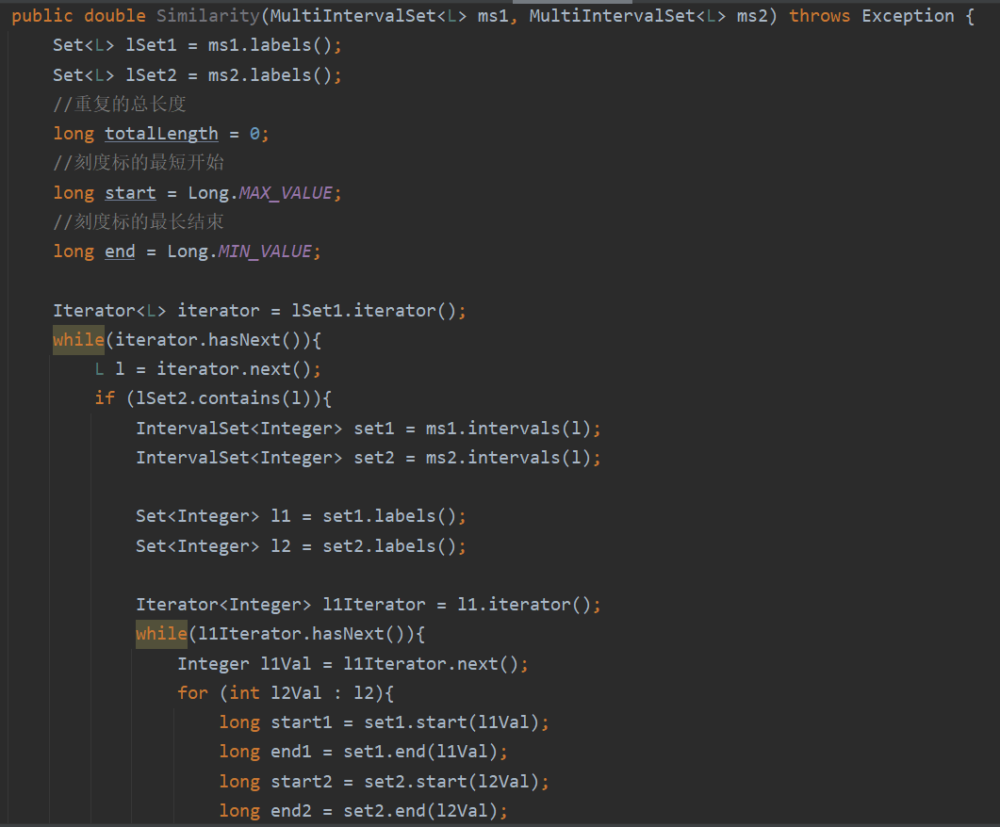 public double Similarity(MultiIntervalSet<L> ms1, MultiIntervalSet<L> ms2) throws Exception {
Set<L> lSet1 = ms1.labels();
Set<L> lSet2 = ms2.labels();
//重复的总长度
long totalLength = 0;
//刻度标的最短开始
long start = Long.MAX_VALUE;
//刻度标的最长结束
long end = Long.MIN_VALUE;
Iterator<L> iterator = lSet1.iterator();
while(iterator.hasNext()){
L l = iterator.next();
if (lSet2.contains(l)){
IntervalSet<Integer> set1 = ms1.intervals(l);
IntervalSet<Integer> set2 = ms2.intervals(l);
Set<Integer> l1 = set1.labels();
Set<Integer> l2 = set2.labels();
Iterator<Integer> l1Iterator = l1.iterator();
while(l1Iterator.hasNext()){
Integer l1Val = l1Iterator.next();
for (int l2Val : l2){
long start1 = set1.start(l1Val);
long end1 = set1.end(l1Val);
long start2 = set2.start(l2Val);
long end2 = set2.end(l2Val);